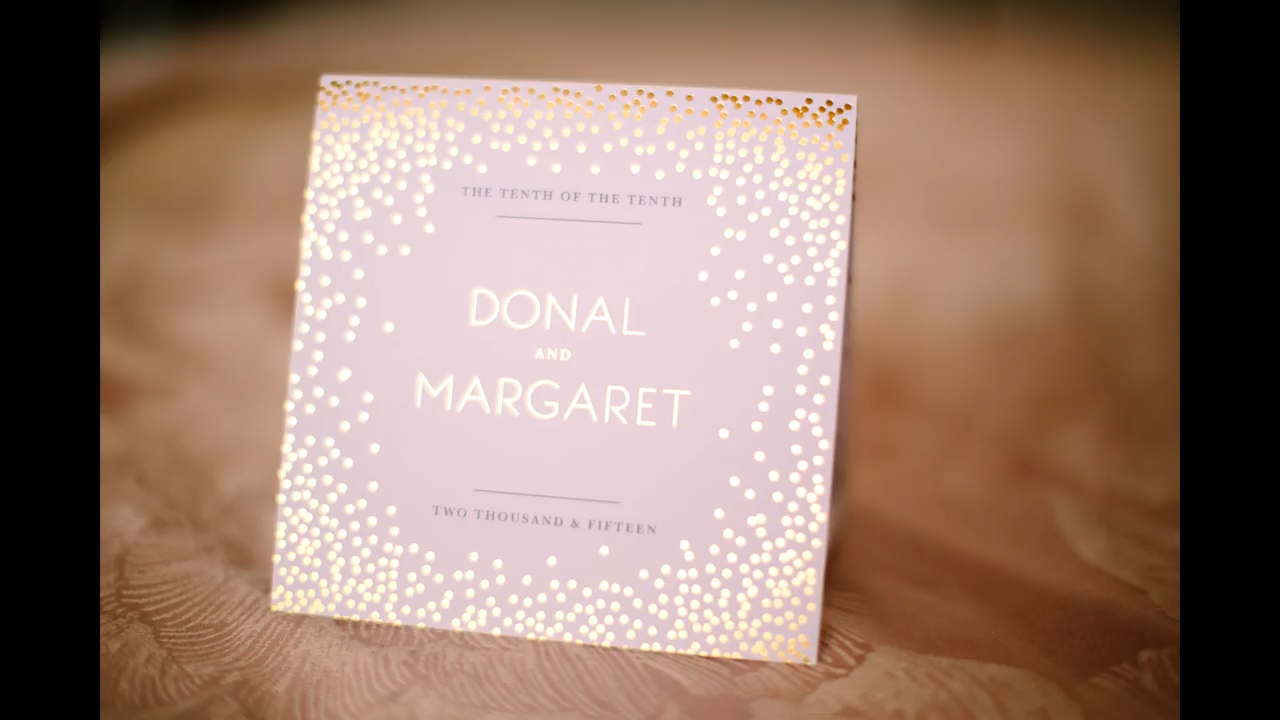 THE TENTH OF THE TENTH
DONAL
AND
MARGARET
TWO THOUSAND & FIFTEEN